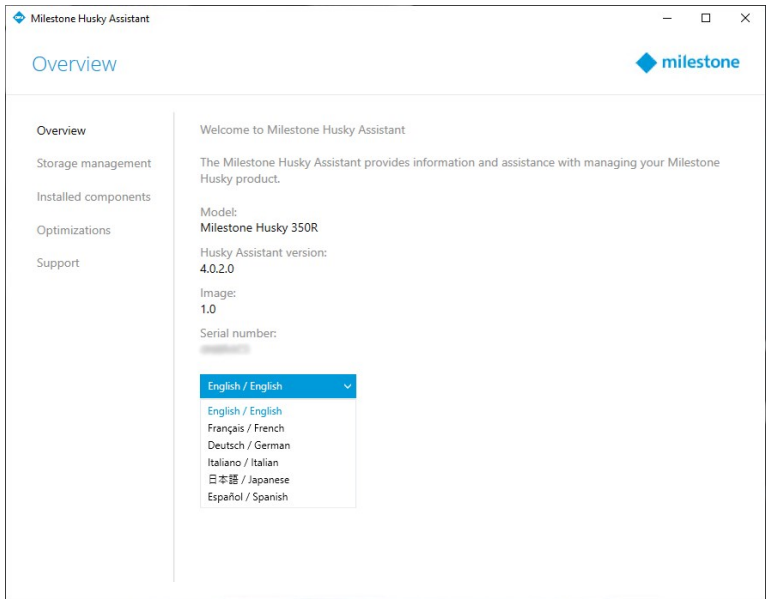 Milestone Husky Assistant
Overview
milestone
Overview
Storage management
Installed components
Optimizations
Support
Welcome to Milestone Husky Assistant
The Milestone Husky Assistant provides information and assistance with managing your Milestone
Husky product.
Model:
Milestone Husky 350R
Husky Assistant version:
4.0.2.0
Image:
1.0
Serial number:
English / English
English / English
Français / French
Deutsch / German
Italiano / Italian
日本語 / Japanese
Español / Spanish